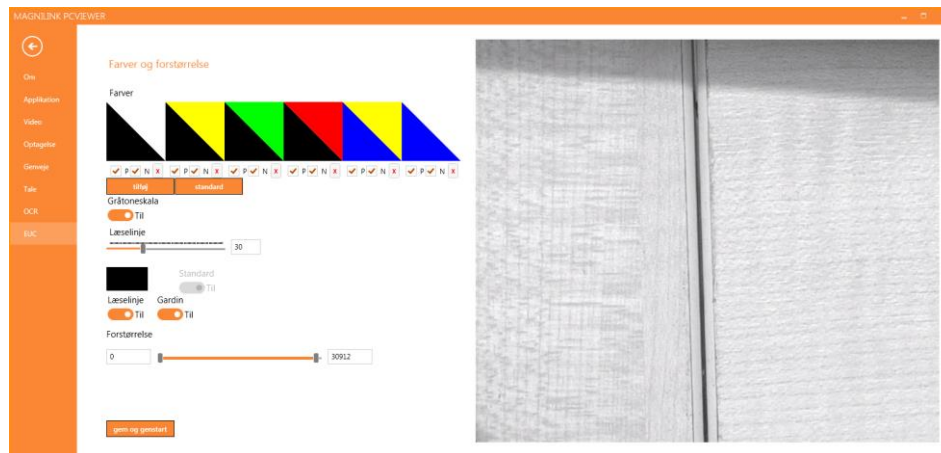 MAGNILINK PCVIEWER
Om
Applikation
Video
Optagelse
Genveje
Tale
OCR
EUC
Farver og forstørrelse
Farver
P N x P N x P N x P N x P N x P N x
tilføj standard
Gråtoneskala
Til
Læselinje
30
Standard
Til
Læselinje Gardin
Til Til
Forstørrelse
0 30912
gem og genstart